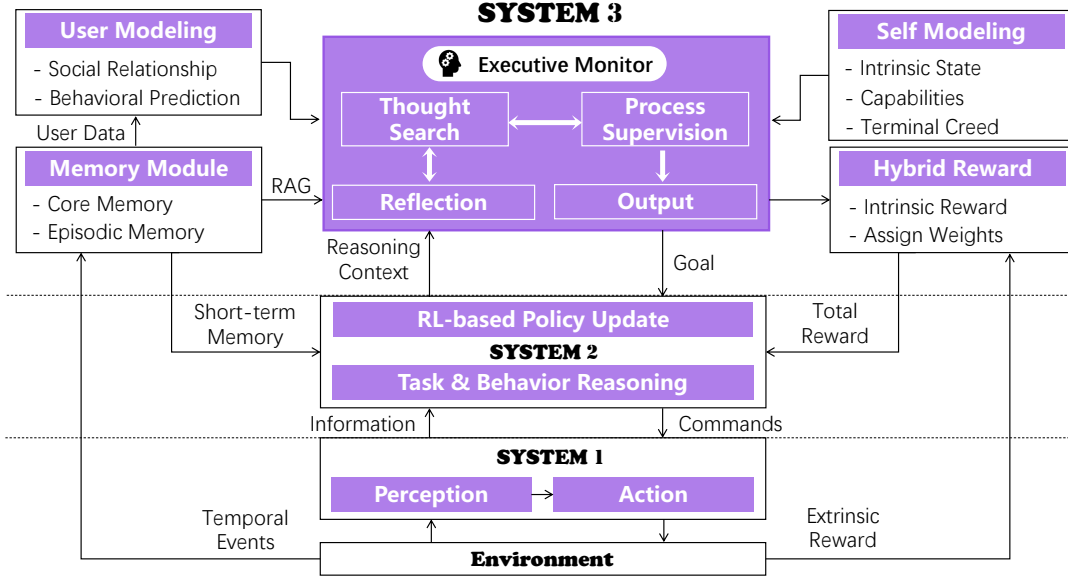 SYSTEM 3
User Modeling
- Social Relationship
- Behavioral Prediction
User Data
Memory Module
- Core Memory
- Episodic Memory
RAG
Executive Monitor
Thought
Search
Process
Supervision
Reflection
Output
Self Modeling
- Intrinsic State
- Capabilities
- Terminal Creed
Hybrid Reward
- Intrinsic Reward
- Assign Weights
Reasoning
Context
Goal
Short-term
Memory
RL-based Policy Update
SYSTEM 2
Task & Behavior Reasoning
Total
Reward
Information
Commands
SYSTEM 1
Perception
Action
Temporal
Events
Extrinsic
Reward
Environment